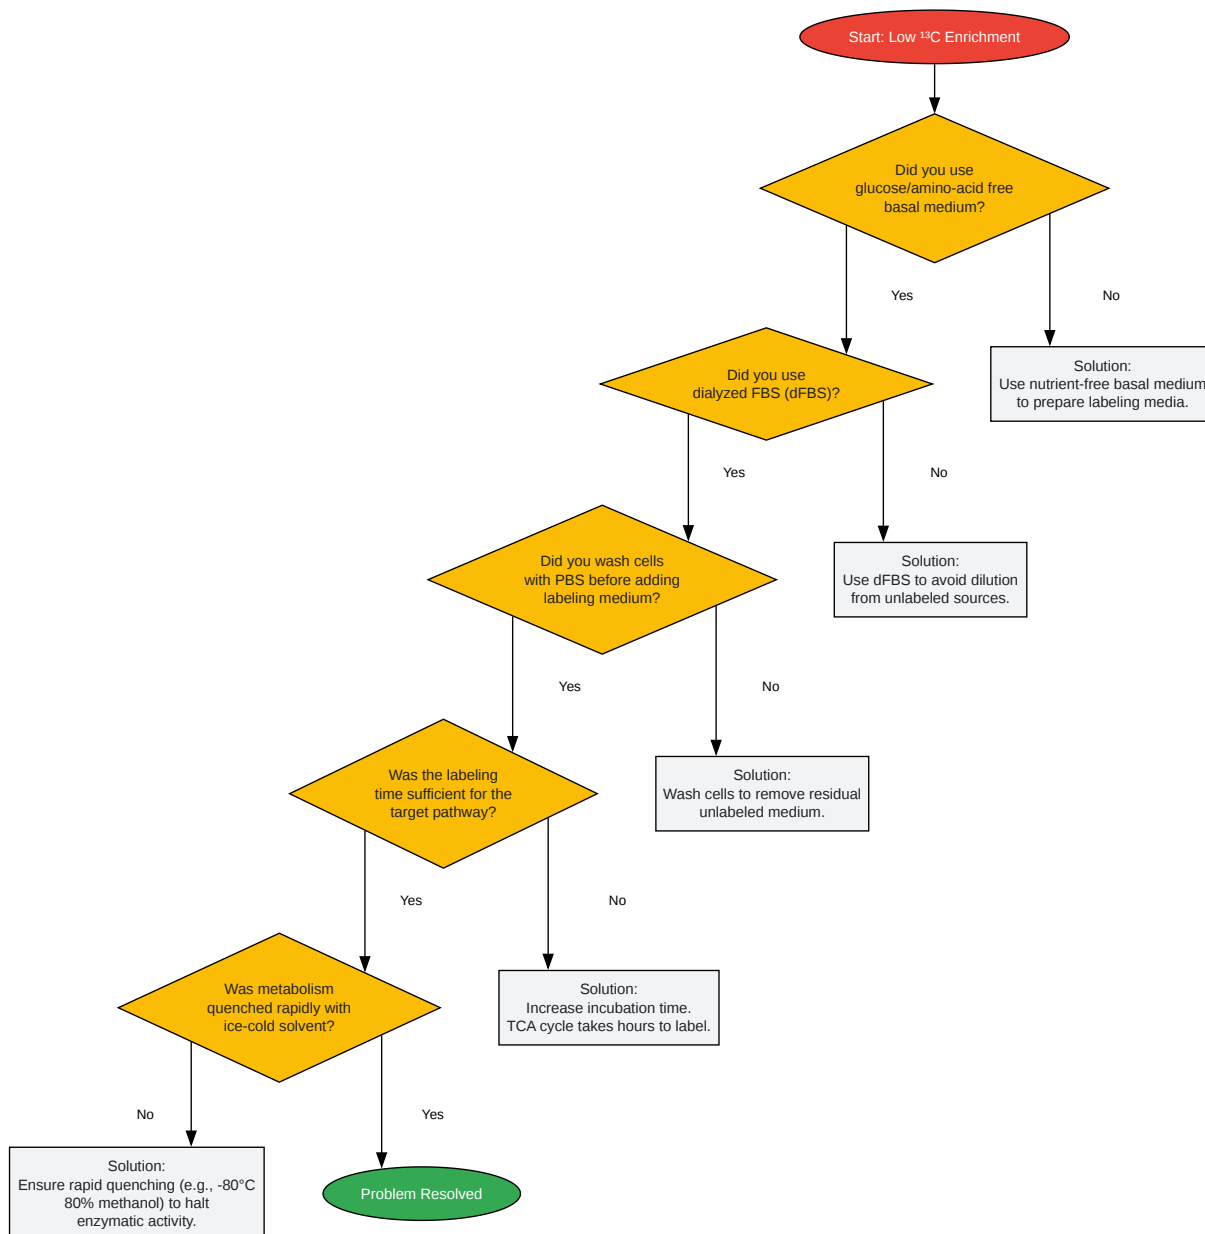 Start: Low ¹³C Enrichment
Did you use
glucose/amino-acid free
basal medium?
Yes
No
Solution:
Use nutrient-free basal medium
to prepare labeling media.
Did you use
dialyzed FBS (dFBS)?
Yes
No
Solution:
Use dFBS to avoid dilution
from unlabeled sources.
Did you wash cells
with PBS before adding
labeling medium?
Yes
No
Solution:
Wash cells to remove residual
unlabeled medium.
Was the labeling
time sufficient for the
target pathway?
Yes
No
Solution:
Increase incubation time.
TCA cycle takes hours to label.
Was metabolism
quenched rapidly with
ice-cold solvent?
No
Yes
Solution:
Ensure rapid quenching (e.g., -80°C
80% methanol) to halt
enzymatic activity.
Problem Resolved